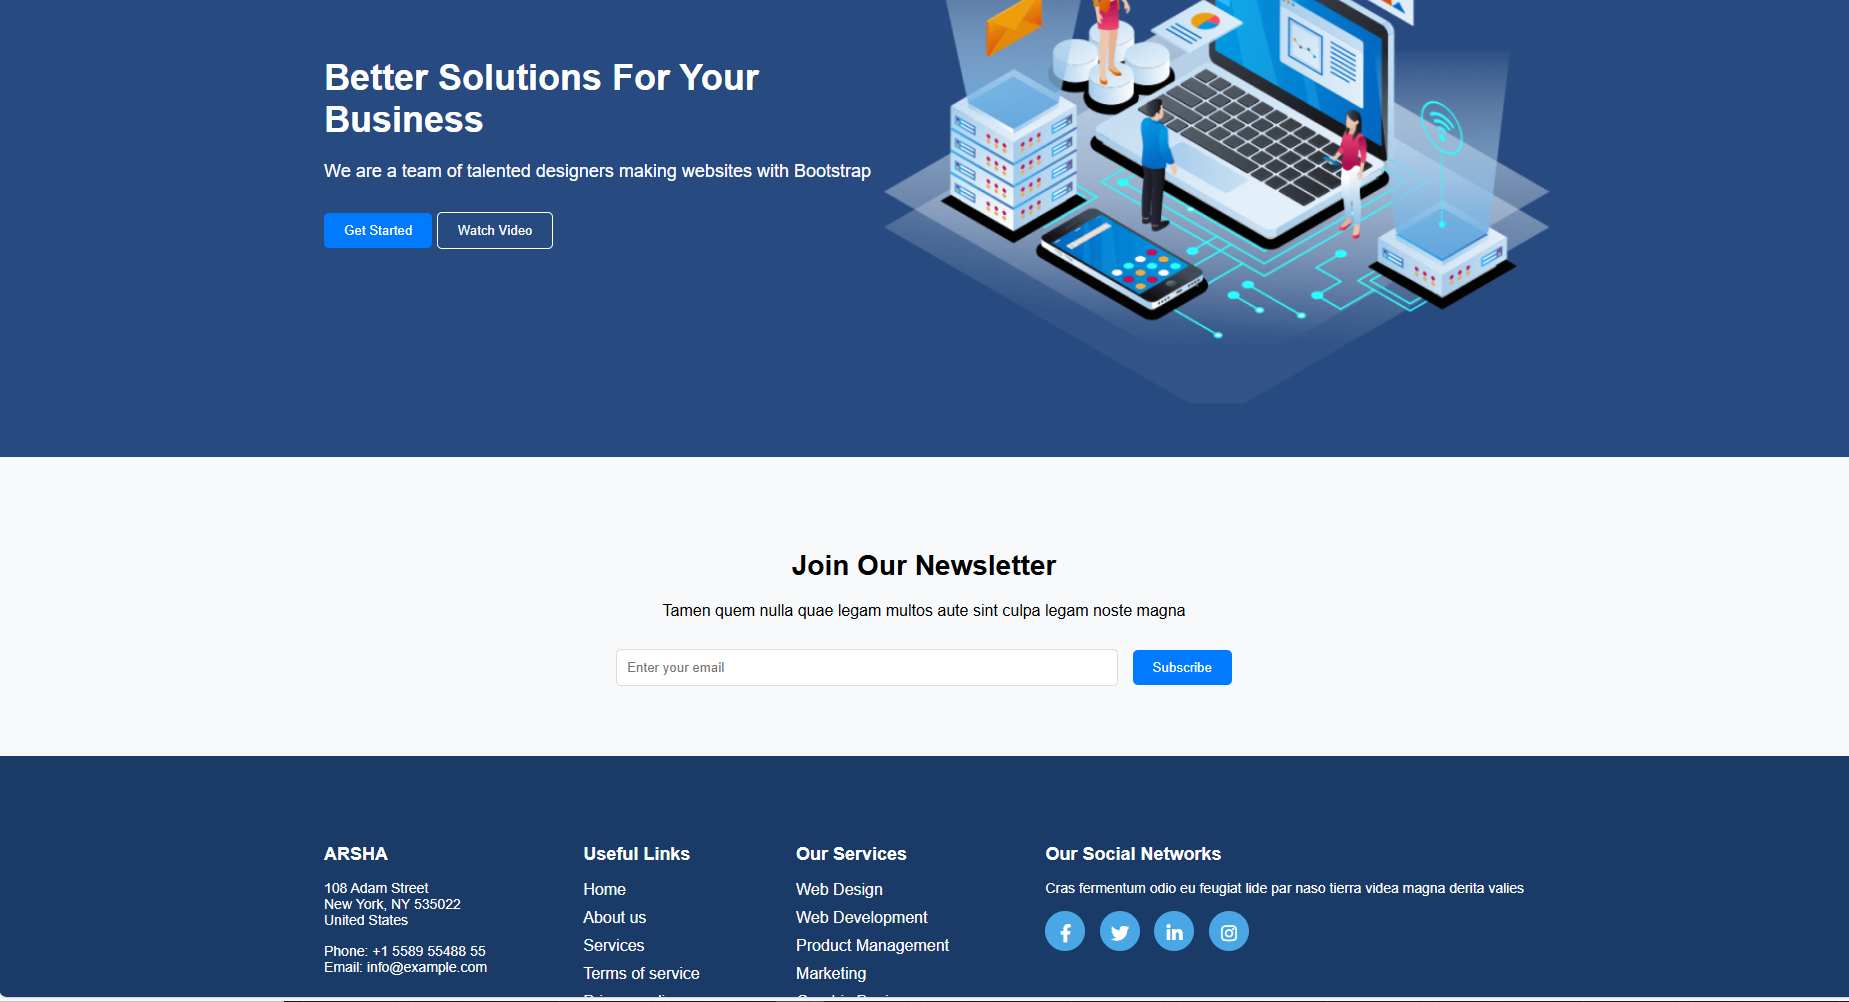 Better Solutions For Your
Business
We are a team of talented designers making websites with Bootstrap
Get Started
Watch Video
Join Our Newsletter
Tamen quem nulla quae legam multos aute sint culpa legam noste magna
Enter your email
Subscribe
ARSHA
108 Adam Street
New York, NY 535022
United States
Phone: +1 5589 55488 55
Email: info@example.com
Useful Links
Home
About us
Services
Terms of service
Our Services
Web Design
Web Development
Product Management
Marketing
Our Social Networks
Cras fermentum odio eu feugiat lide par naso tierra videa magna derita valies